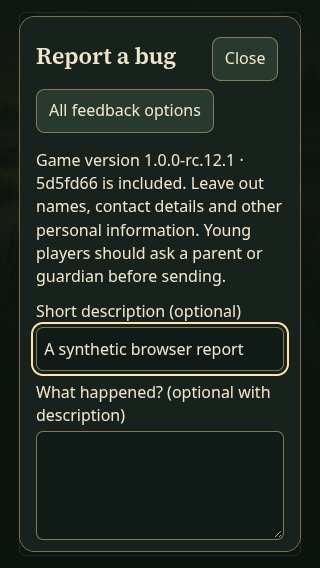 Report a bug
Close
All feedback options
Game version 1.0.0-rc.12.1 ·
5d5fd66 is included. Leave out
names, contact details and other
personal information. Young
players should ask a parent or
guardian before sending.
Short description (optional)
A synthetic browser report
What happened? (optional with
description)